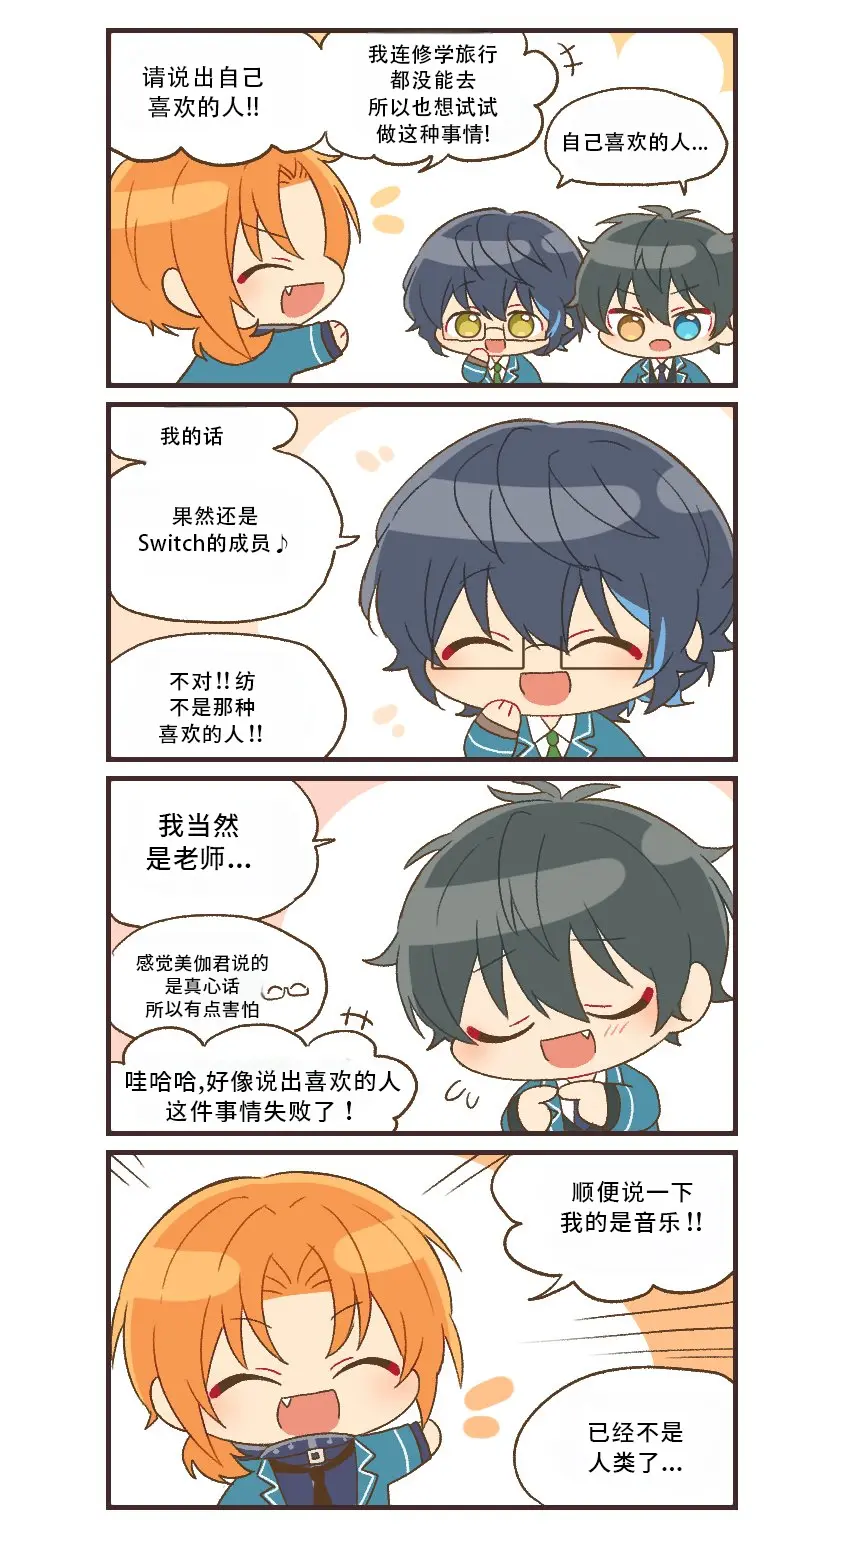 请说出自己
喜欢的人!!
我连修学旅行
都没能去
所以也想试试
做这种事情!
自己喜欢的人...
我的话
果然还是
Switch的成员♪
不对!!纺
不是那种
喜欢的人!!
我当然
是老师...
感觉美伽君说的
是真心话
所以有点害怕
哇哈哈,好像说出喜欢的人
这件事情失败了！
顺便说一下
我的是音乐!!
已经不是
人类了...